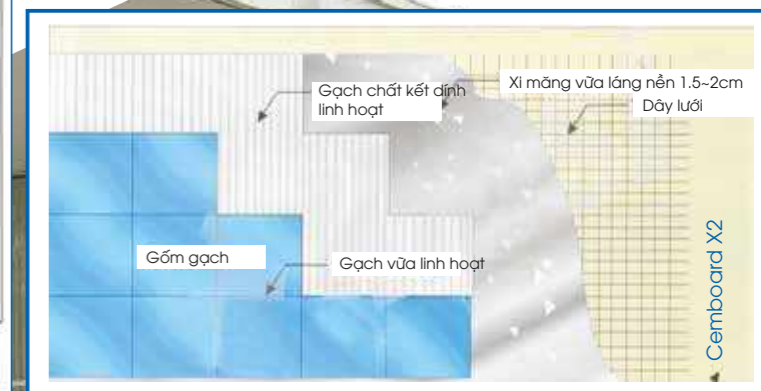 Gạch chất kết dính
linh hoạt
Xi măng vữa láng nền 1.5~2cm
Dây lưới
Gốm gạch
Gạch vữa linh hoạt
Cemboard X2